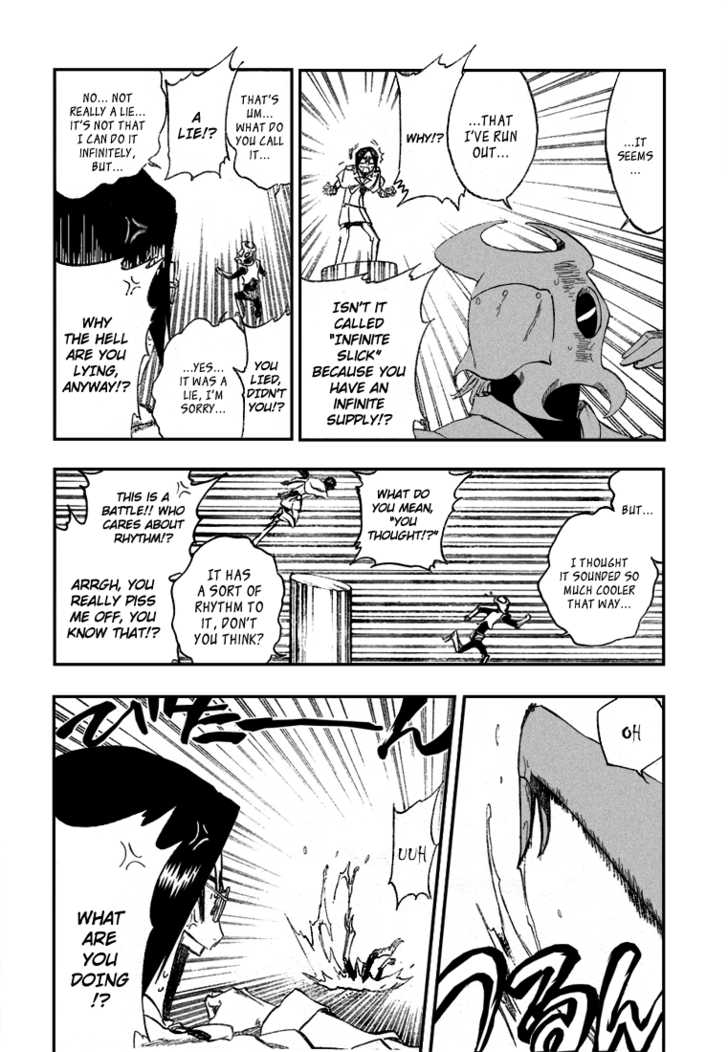 ...IT
SEEMS
...
...THAT
I'VE RUN
OUT...
WHY!?
ISN'T IT
CALLED
"INFINITE
SLICK"
BECAUSE YOU
HAVE AN
INFINITE
SUPPLY!?
THAT'S
UM...
WHAT DO
YOU CALL
IT...
A
LIE!?
NO... NOT
REALLY A LIE...
IT'S NOT THAT
I CAN DO IT
INFINITELY,
BUT...
YOU
LIED,
DIDN'T
YOU!?
...YES...
IT WAS A
LIE, I'M
SORRY...
WHY
THE HELL
ARE YOU
LYING,
ANYWAY!?
BUT...
I THOUGHT
IT SOUNDED SO
MUCH COOLER
THAT WAY...
WHAT DO
YOU MEAN,
"YOU
THOUGHT!?"
IT HAS
A SORT OF
RHYTHM TO
IT, DON'T
YOU THINK?
THIS IS A
BATTLE!! WHO
CARES ABOUT
RHYTHM!?
ARRGH, YOU
REALLY PISS
ME OFF, YOU
KNOW THAT!?
OH
つるん
びたーーん
UUH
WHAT
ARE
YOU
DOING
!?